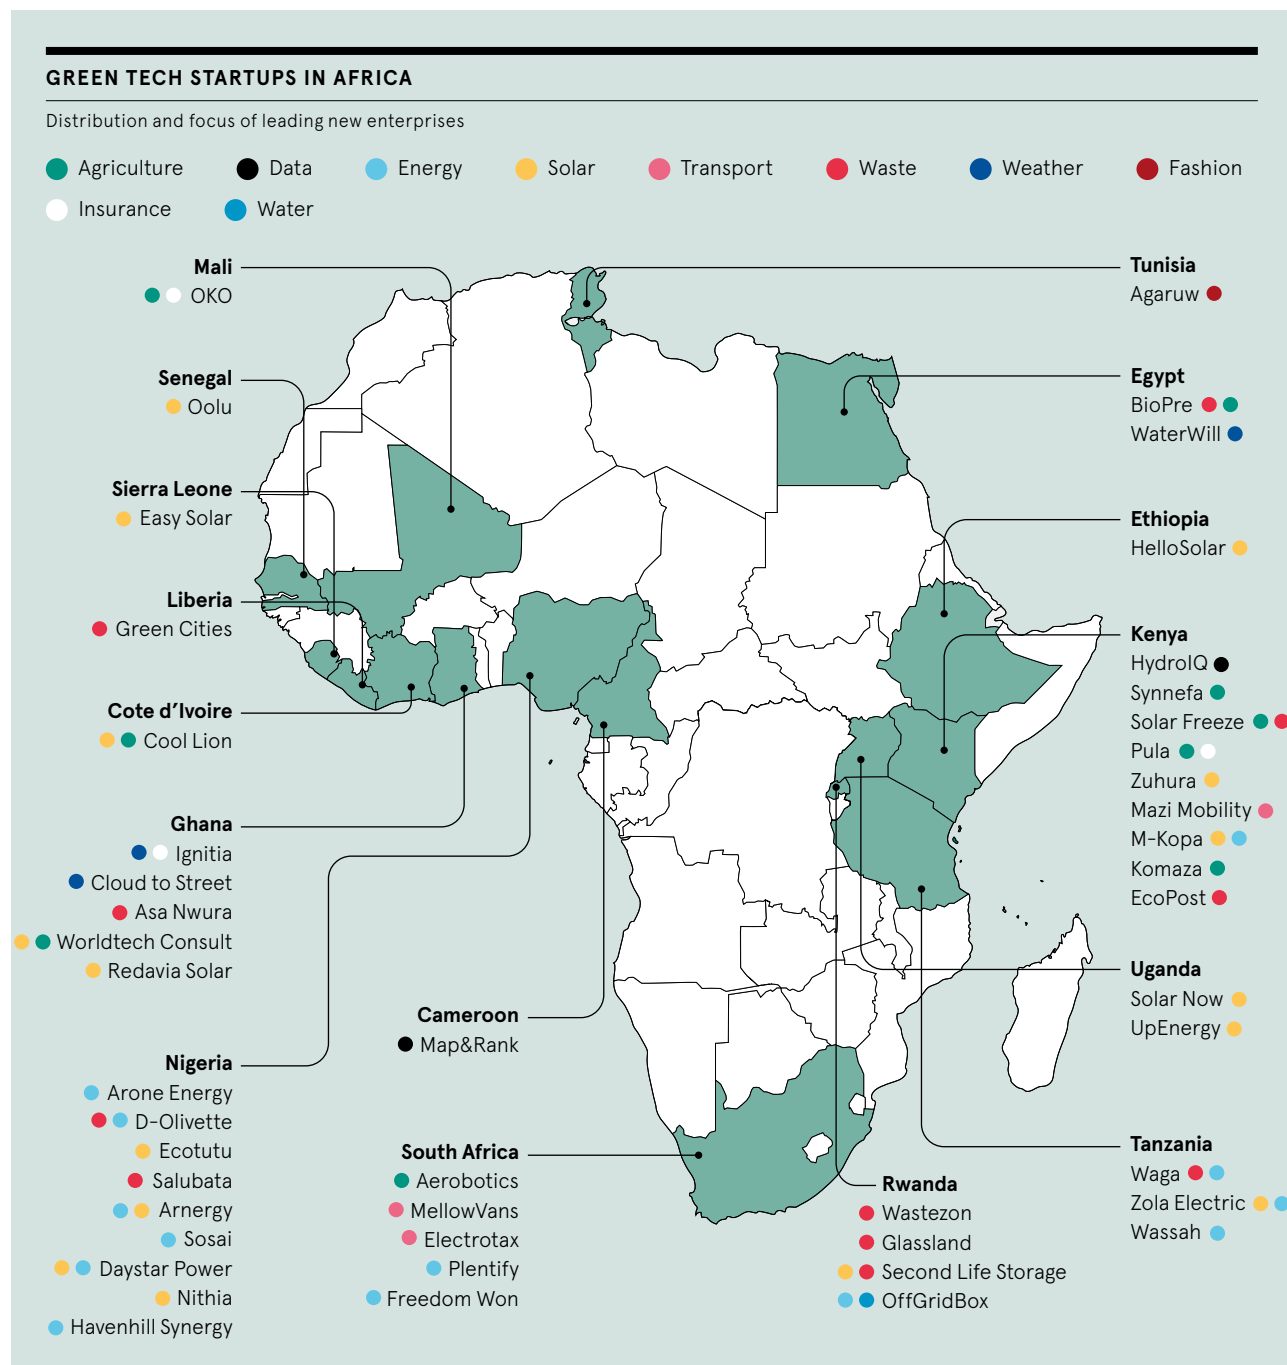 GREEN TECH STARTUPS IN AFRICA
Distribution and focus of leading new enterprises
Agriculture Data Energy Solar Transport Waste Weather Fashion
Insurance Water
Mali
OKO
Senegal
Oolu
Sierra Leone
Easy Solar
Liberia
Green Cities
Cote d'Ivoire
Cool Lion
Ghana
Ignitia
Cloud to Street
Asa Nwura
Worldtech Consult
Redavia Solar
Nigeria
Arone Energy
D-Olivette
Ecotutu
Salubata
Arnergy
Sosai
Daystar Power
Nithia
Havenhill Synergy
Cameroon
Map&Rank
South Africa
Aerobotics
MellowVans
Electrotax
Plentify
Freedom Won
Rwanda
Wastezon
Glassland
Second Life Storage
OffGridBox
Tunisia
Agaruw
Egypt
BioPre
WaterWill
Ethiopia
HelloSolar
Kenya
HydroIQ
Synnefa
Solar Freeze
Pula
Zuhura
Mazi Mobility
M-Kopa
Komaza
EcoPost
Uganda
Solar Now
UpEnergy
Tanzania
Waga
Zola Electric
Wassah